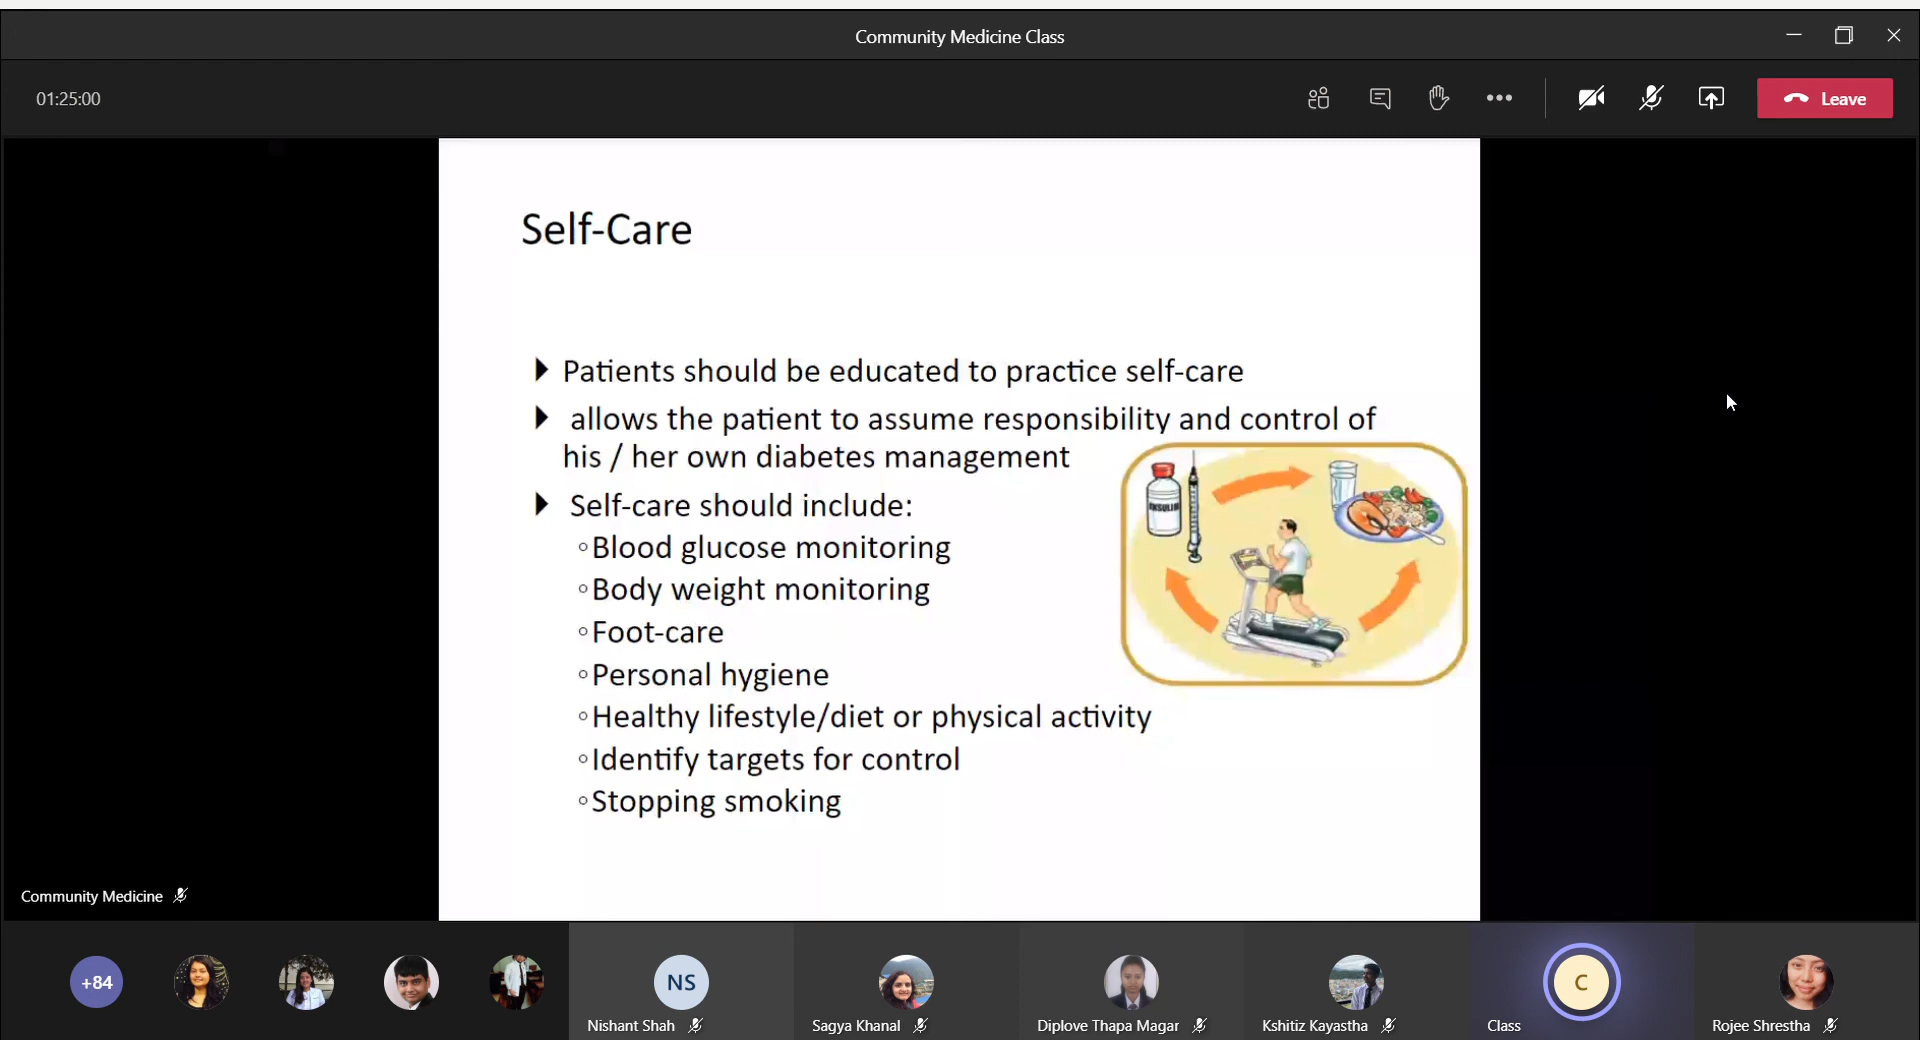 Community Medicine Class
01:25:00
Leave
Self-Care
Patients should be educated to practice self-care
allows the patient to assume responsibility and control of
his / her own diabetes management
Self-care should include:
Blood glucose monitoring
Body weight monitoring
Foot-care
Personal hygiene
Healthy lifestyle/diet or physical activity
Identify targets for control
Stopping smoking
INSULIN
Community Medicine
+84
NS
Nishant Shah
Sagya Khanal
Diplove Thapa Magar
Kshitiz Kayastha
C
Class
Rojee Shrestha